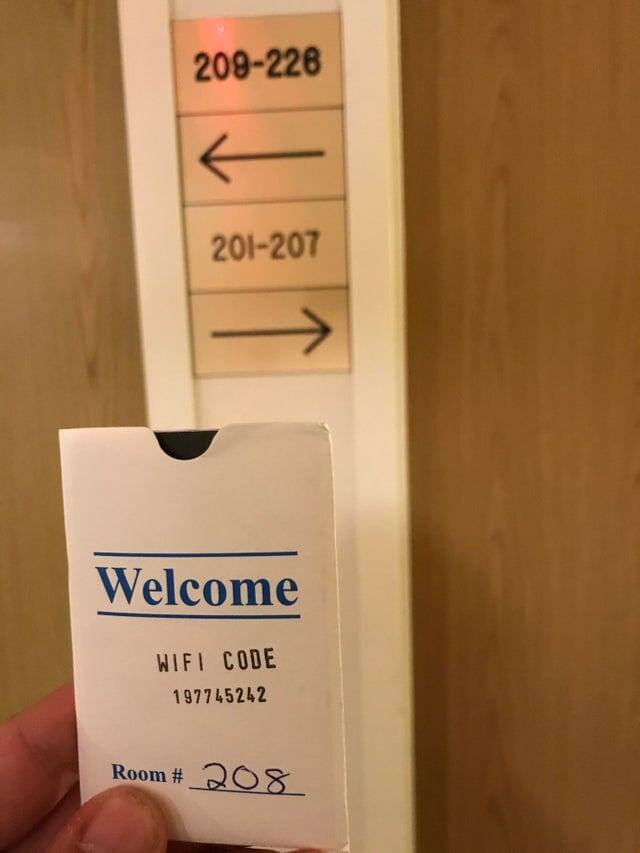 209-226
←
201-207
→
Welcome
WIFI CODE
197745242
Room # 208